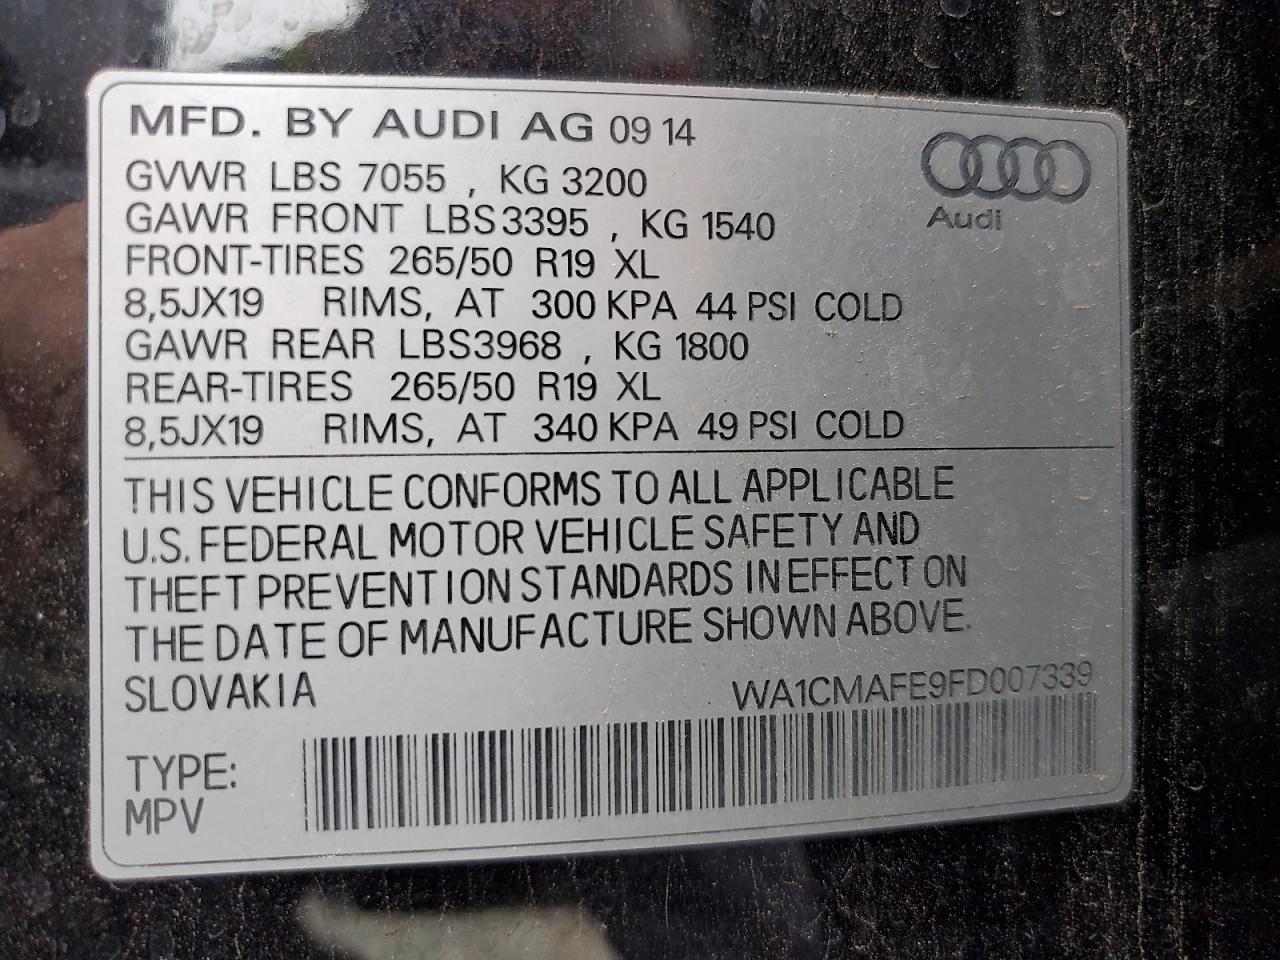 MFD. BY AUDI AG 09 14
GVWR LBS 7055 , KG 3200
GAWR FRONT LBS3395 , KG 1540
Audi
FRONT-TIRES 265/50 R19 XL
8,5JX19 RIMS, AT 300 KPA 44 PSI COLD
GAWR REAR LBS3968 , KG 1800
REAR-TIRES 265/50 R19 XL
8,5JX19 RIMS, AT 340 KPA 49 PSI COLD
THIS VEHICLE CONFORMS TO ALL APPLICABLE
U.S. FEDERAL MOTOR VEHICLE SAFETY AND
THEFT PREVENTION STANDARDS IN EFFECT ON
THE DATE OF MANUFACTURE SHOWN ABOVE.
SLOVAKIA WA1CMAFE9FD007339
TYPE:
MPV